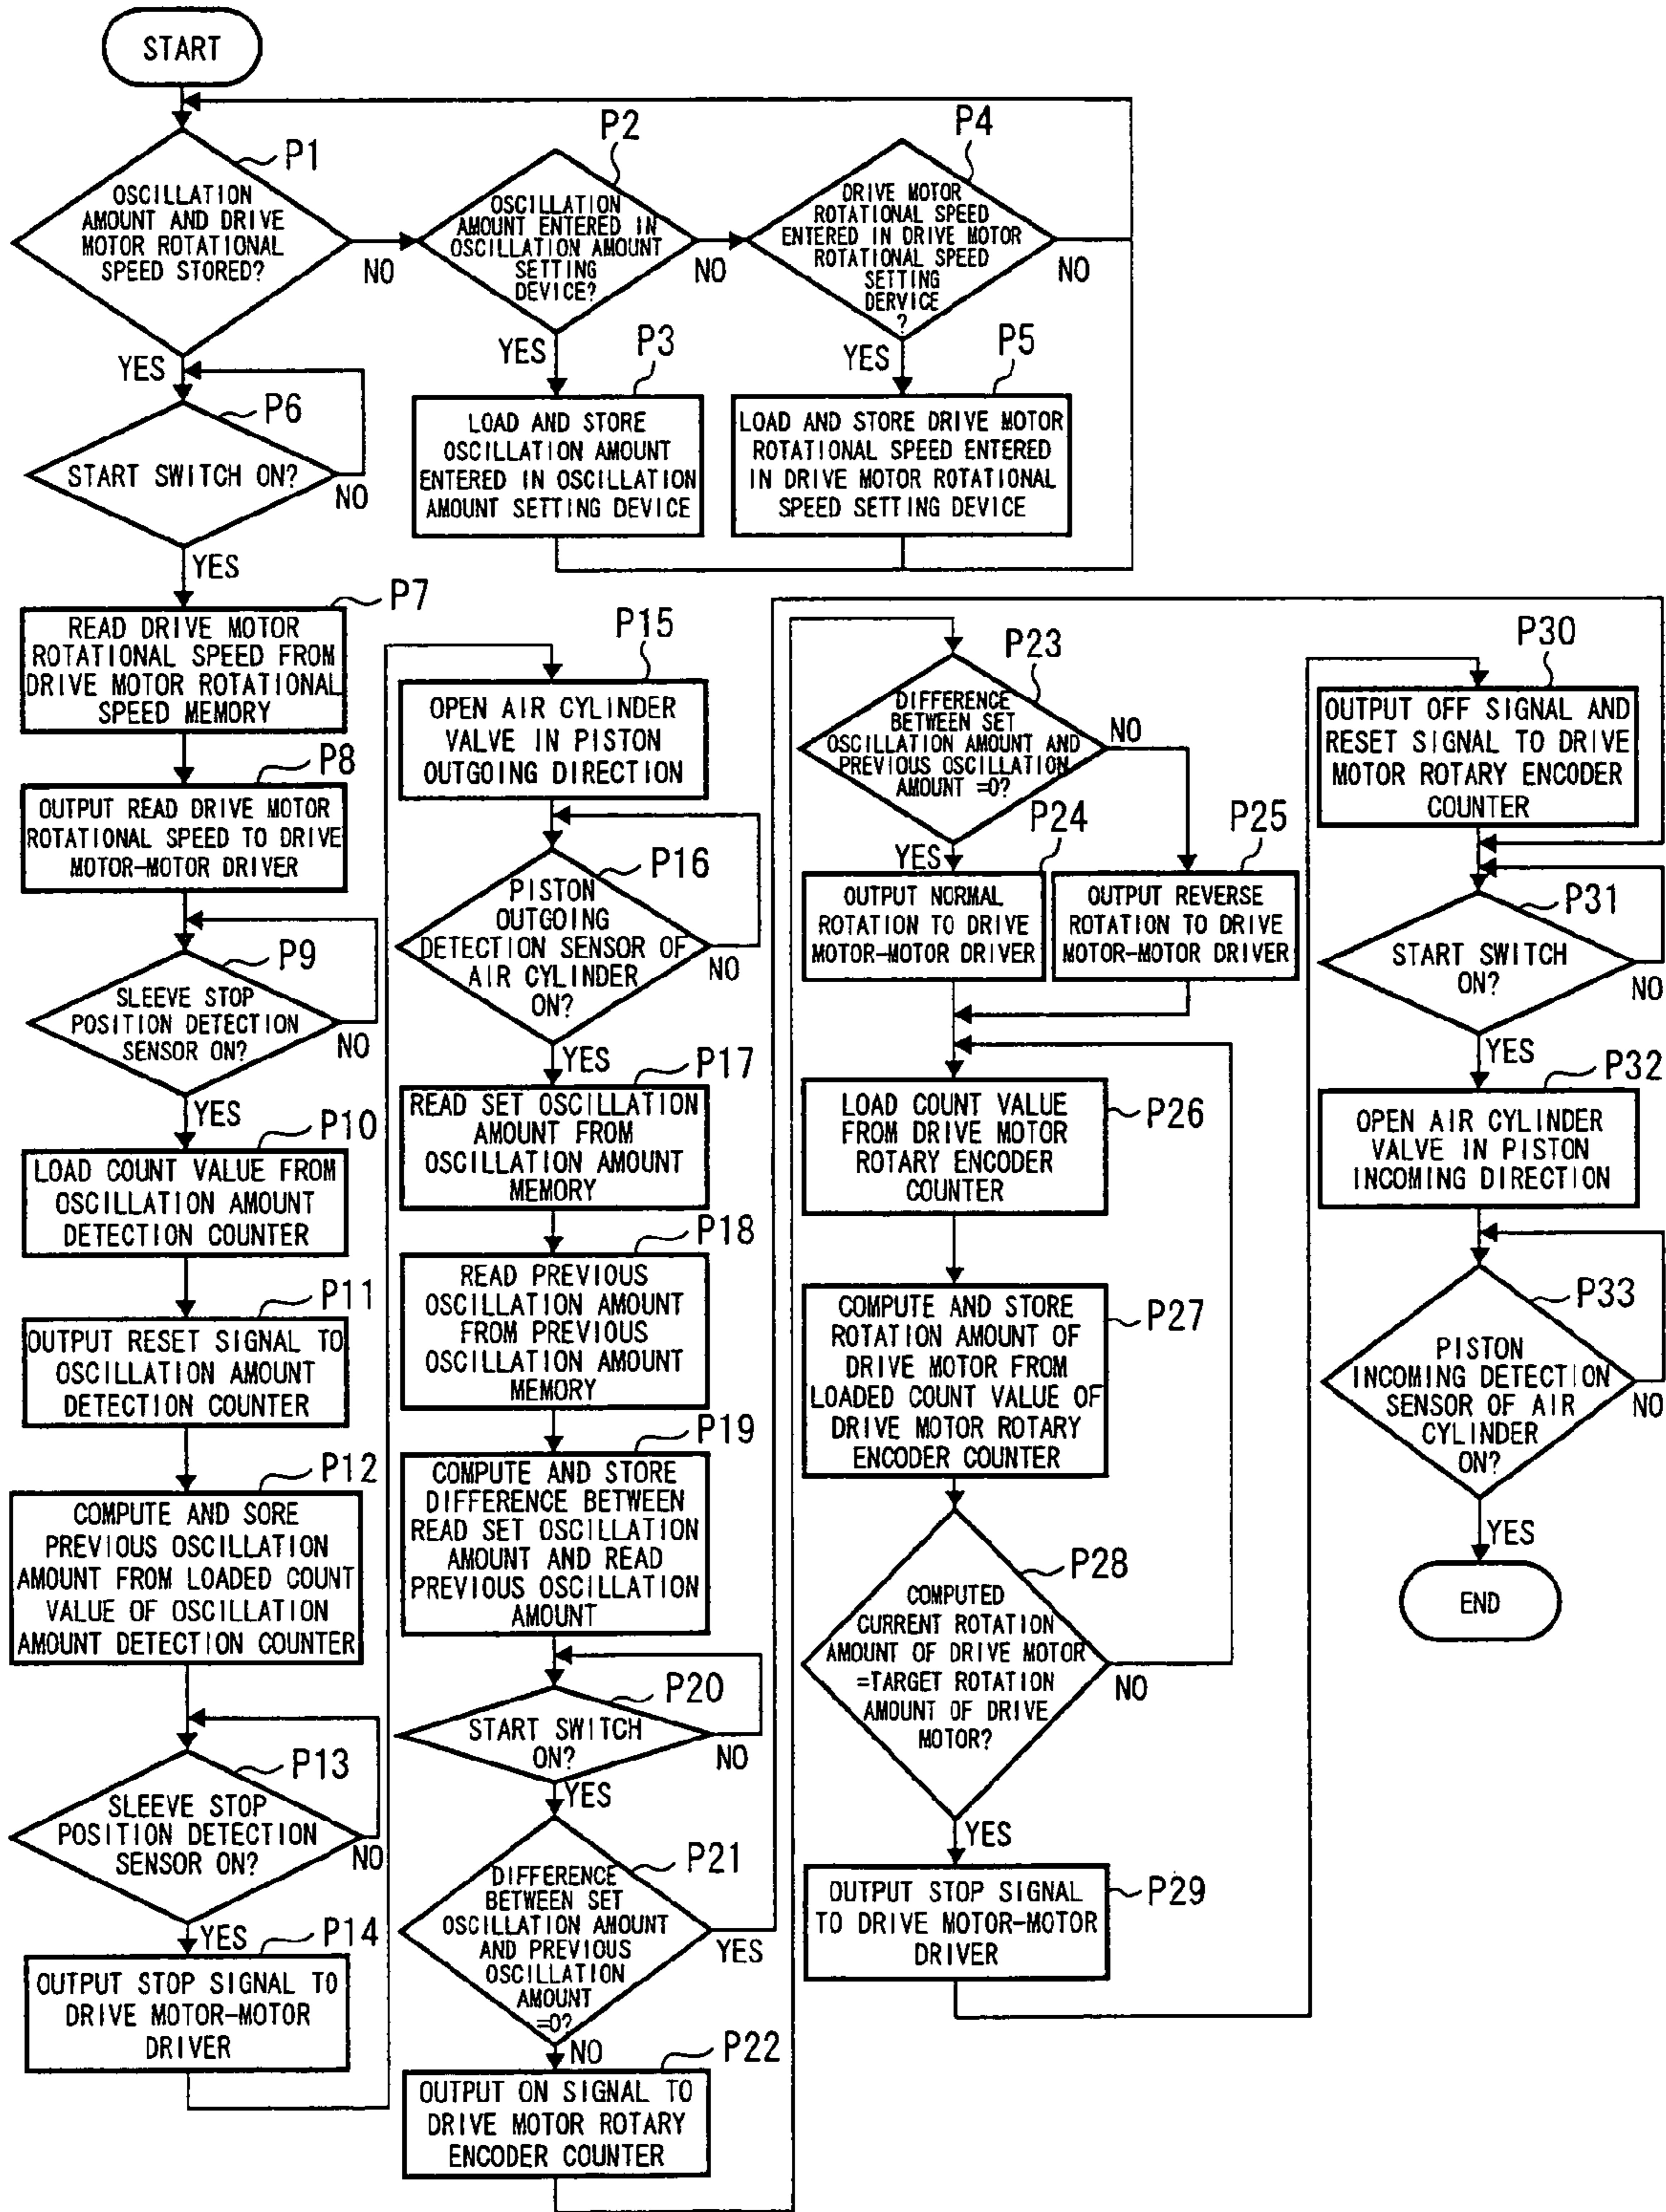 START
P1
OSCILLATION
AMOUNT AND DRIVE
MOTOR ROTATIONAL
SPEED STORED?
NO
YES
P2
OSCILLATION
AMOUNT ENTERED IN
OSCILLATION AMOUNT
SETTING
DEVICE?
NO
YES
P4
DRIVE MOTOR
ROTATIONAL SPEED
ENTERED IN DRIVE MOTOR
ROTATIONAL SPEED
SETTING
DERVICE
?
NO
YES
P3
LOAD AND STORE
OSCILLATION AMOUNT
ENTERED IN OSCILLATION
AMOUNT SETTING DEVICE
P5
LOAD AND STORE DRIVE MOTOR
ROTATIONAL SPEED ENTERED
IN DRIVE MOTOR ROTATIONAL
SPEED SETTING DEVICE
P6
START SWITCH ON?
NO
YES
P7
READ DRIVE MOTOR
ROTATIONAL SPEED FROM
DRIVE MOTOR ROTATIONAL
SPEED MEMORY
P8
OUTPUT READ DRIVE MOTOR
ROTATIONAL SPEED TO DRIVE
MOTOR-MOTOR DRIVER
P9
SLEEVE STOP
POSITION DETECTION
SENSOR ON?
NO
YES
P10
LOAD COUNT VALUE FROM
OSCILLATION AMOUNT
DETECTION COUNTER
P11
OUTPUT RESET SIGNAL TO
OSCILLATION AMOUNT
DETECTION COUNTER
P12
COMPUTE AND SORE
PREVIOUS OSCILLATION
AMOUNT FROM LOADED COUNT
VALUE OF OSCILLATION
AMOUNT DETECTION COUNTER
P13
SLEEVE STOP
POSITION DETECTION
SENSOR ON?
NO
YES
P14
OUTPUT STOP SIGNAL TO
DRIVE MOTOR-MOTOR
DRIVER
P15
OPEN AIR CYLINDER
VALVE IN PISTON
OUTGOING DIRECTION
P16
PISTON
OUTGOING
DETECTION SENSOR OF
AIR CYLINDER
ON?
NO
YES
P17
READ SET OSCILLATION
AMOUNT FROM
OSCILLATION AMOUNT
MEMORY
P18
READ PREVIOUS
OSCILLATION AMOUNT
FROM PREVIOUS
OSCILLATION AMOUNT
MEMORY
P19
COMPUTE AND STORE
DIFFERENCE BETWEEN
READ SET OSCILLATION
AMOUNT AND READ
PREVIOUS OSCILLATION
AMOUNT
P20
START SWITCH
ON?
NO
YES
P21
DIFFERENCE
BETWEEN SET
OSCILLATION AMOUNT
AND PREVIOUS
OSCILLATION
AMOUNT
=0?
YES
NO
P22
OUTPUT ON SIGNAL TO
DRIVE MOTOR ROTARY
ENCODER COUNTER
P23
DIFFERENCE
BETWEEN SET
OSCILLATION AMOUNT AND
PREVIOUS OSCILLATION
AMOUNT =0?
NO
YES
P24
OUTPUT NORMAL
ROTATION TO DRIVE
MOTOR-MOTOR DRIVER
P25
OUTPUT REVERSE
ROTATION TO DRIVE
MOTOR-MOTOR DRIVER
P26
LOAD COUNT VALUE
FROM DRIVE MOTOR
ROTARY ENCODER
COUNTER
P27
COMPUTE AND STORE
ROTATION AMOUNT OF
DRIVE MOTOR FROM
LOADED COUNT VALUE OF
DRIVE MOTOR ROTARY
ENCODER COUNTER
P28
COMPUTED
CURRENT ROTATION
AMOUNT OF DRIVE MOTOR
=TARGET ROTATION
AMOUNT OF DRIVE
MOTOR?
NO
YES
P29
OUTPUT STOP SIGNAL
TO DRIVE MOTOR-MOTOR
DRIVER
P30
OUTPUT OFF SIGNAL AND
RESET SIGNAL TO DRIVE
MOTOR ROTARY ENCODER
COUNTER
P31
START SWITCH
ON?
NO
YES
P32
OPEN AIR CYLINDER
VALVE IN PISTON
INCOMING DIRECTION
P33
PISTON
INCOMING DETECTION
SENSOR OF AIR
CYLINDER
ON?
NO
YES
END